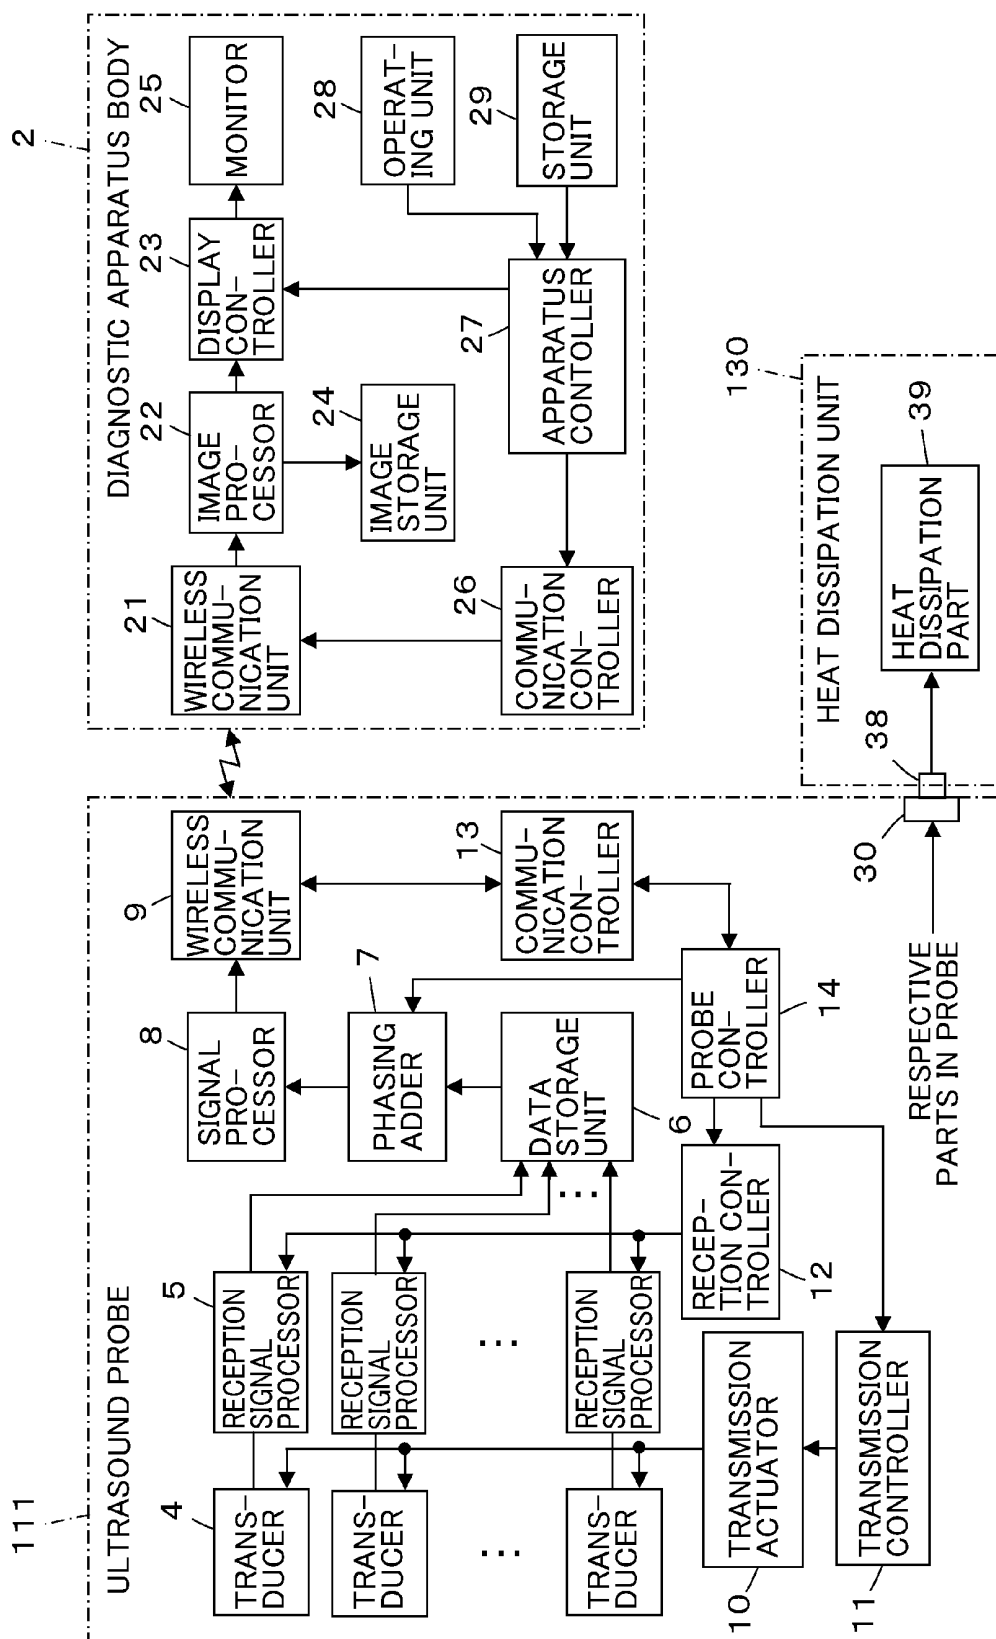 111
ULTRASOUND PROBE
4
TRANS-
DUCER
TRANS-
DUCER
...
TRANS-
DUCER
5
RECEPTION
SIGNAL
PROCESSOR
RECEPTION
SIGNAL
PROCESSOR
...
RECEPTION
SIGNAL
PROCESSOR
...
10
TRANSMISSION
ACTUATOR
11
TRANSMISSION
CONTROLLER
12
RECEP-
TION CON-
TROLLER
6
DATA
STORAGE
UNIT
7
PHASING
ADDER
8
SIGNAL
PRO-
CESSOR
9
WIRELESS
COMMU-
NICATION
UNIT
13
COMMU-
NICATION
CON-
TROLLER
14
PROBE
CON-
TROLLER
RESPECTIVE
PARTS IN PROBE
30
38
2
DIAGNOSTIC APPARATUS BODY
21
WIRELESS
COMMU-
NICATION
UNIT
22
IMAGE
PRO-
CESSOR
23
DISPLAY
CON-
TROLLER
25
MONITOR
24
IMAGE
STORAGE
UNIT
26
COMMU-
NICATION
CON-
TROLLER
27
APPARATUS
CONTOLLER
28
OPERAT-
ING UNIT
29
STORAGE
UNIT
130
HEAT DISSIPATION UNIT
39
HEAT
DISSIPATION
PART